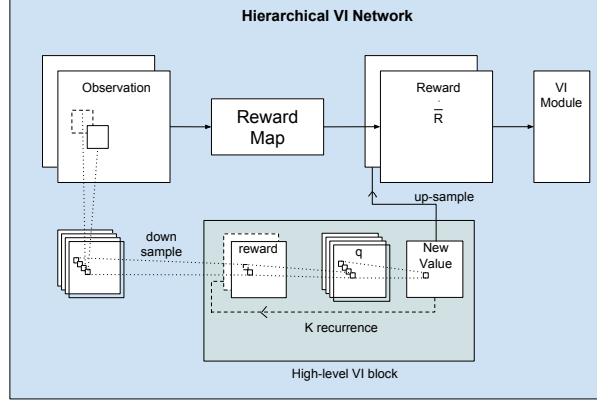 Hierarchical VI Network
Observation
Reward
Map
Reward
R̅
VI
Module
up-sample
down
sample
reward
q
New
Value
K recurrence
High-level VI block